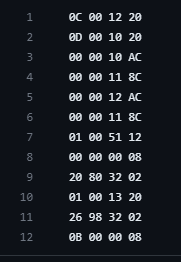 1 0C 00 12 20
2 0D 00 10 20
3 00 00 10 AC
4 00 00 11 8C
5 00 00 12 AC
6 00 00 11 8C
7 01 00 51 12
8 00 00 00 08
9 20 80 32 02
10 01 00 13 20
11 26 98 32 02
12 0B 00 00 08